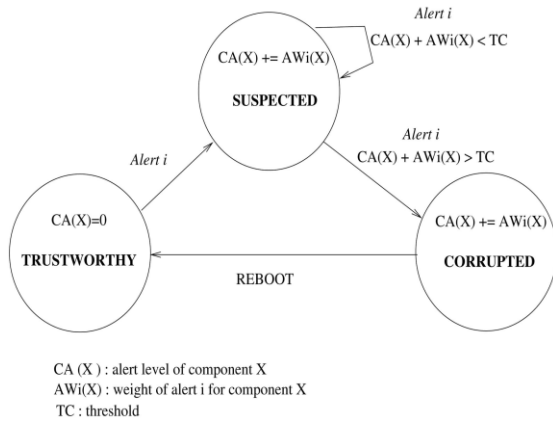 Alert i
CA(X) + AWi(X) < TC
CA(X) += AWi(X)
SUSPECTED
Alert i
CA(X) + AWi(X) > TC
Alert i
CA(X)=0
TRUSTWORTHY
CA(X) += AWi(X)
CORRUPTED
REBOOT
CA (X ) : alert level of component X
AWi(X) : weight of alert i for component X
TC : threshold